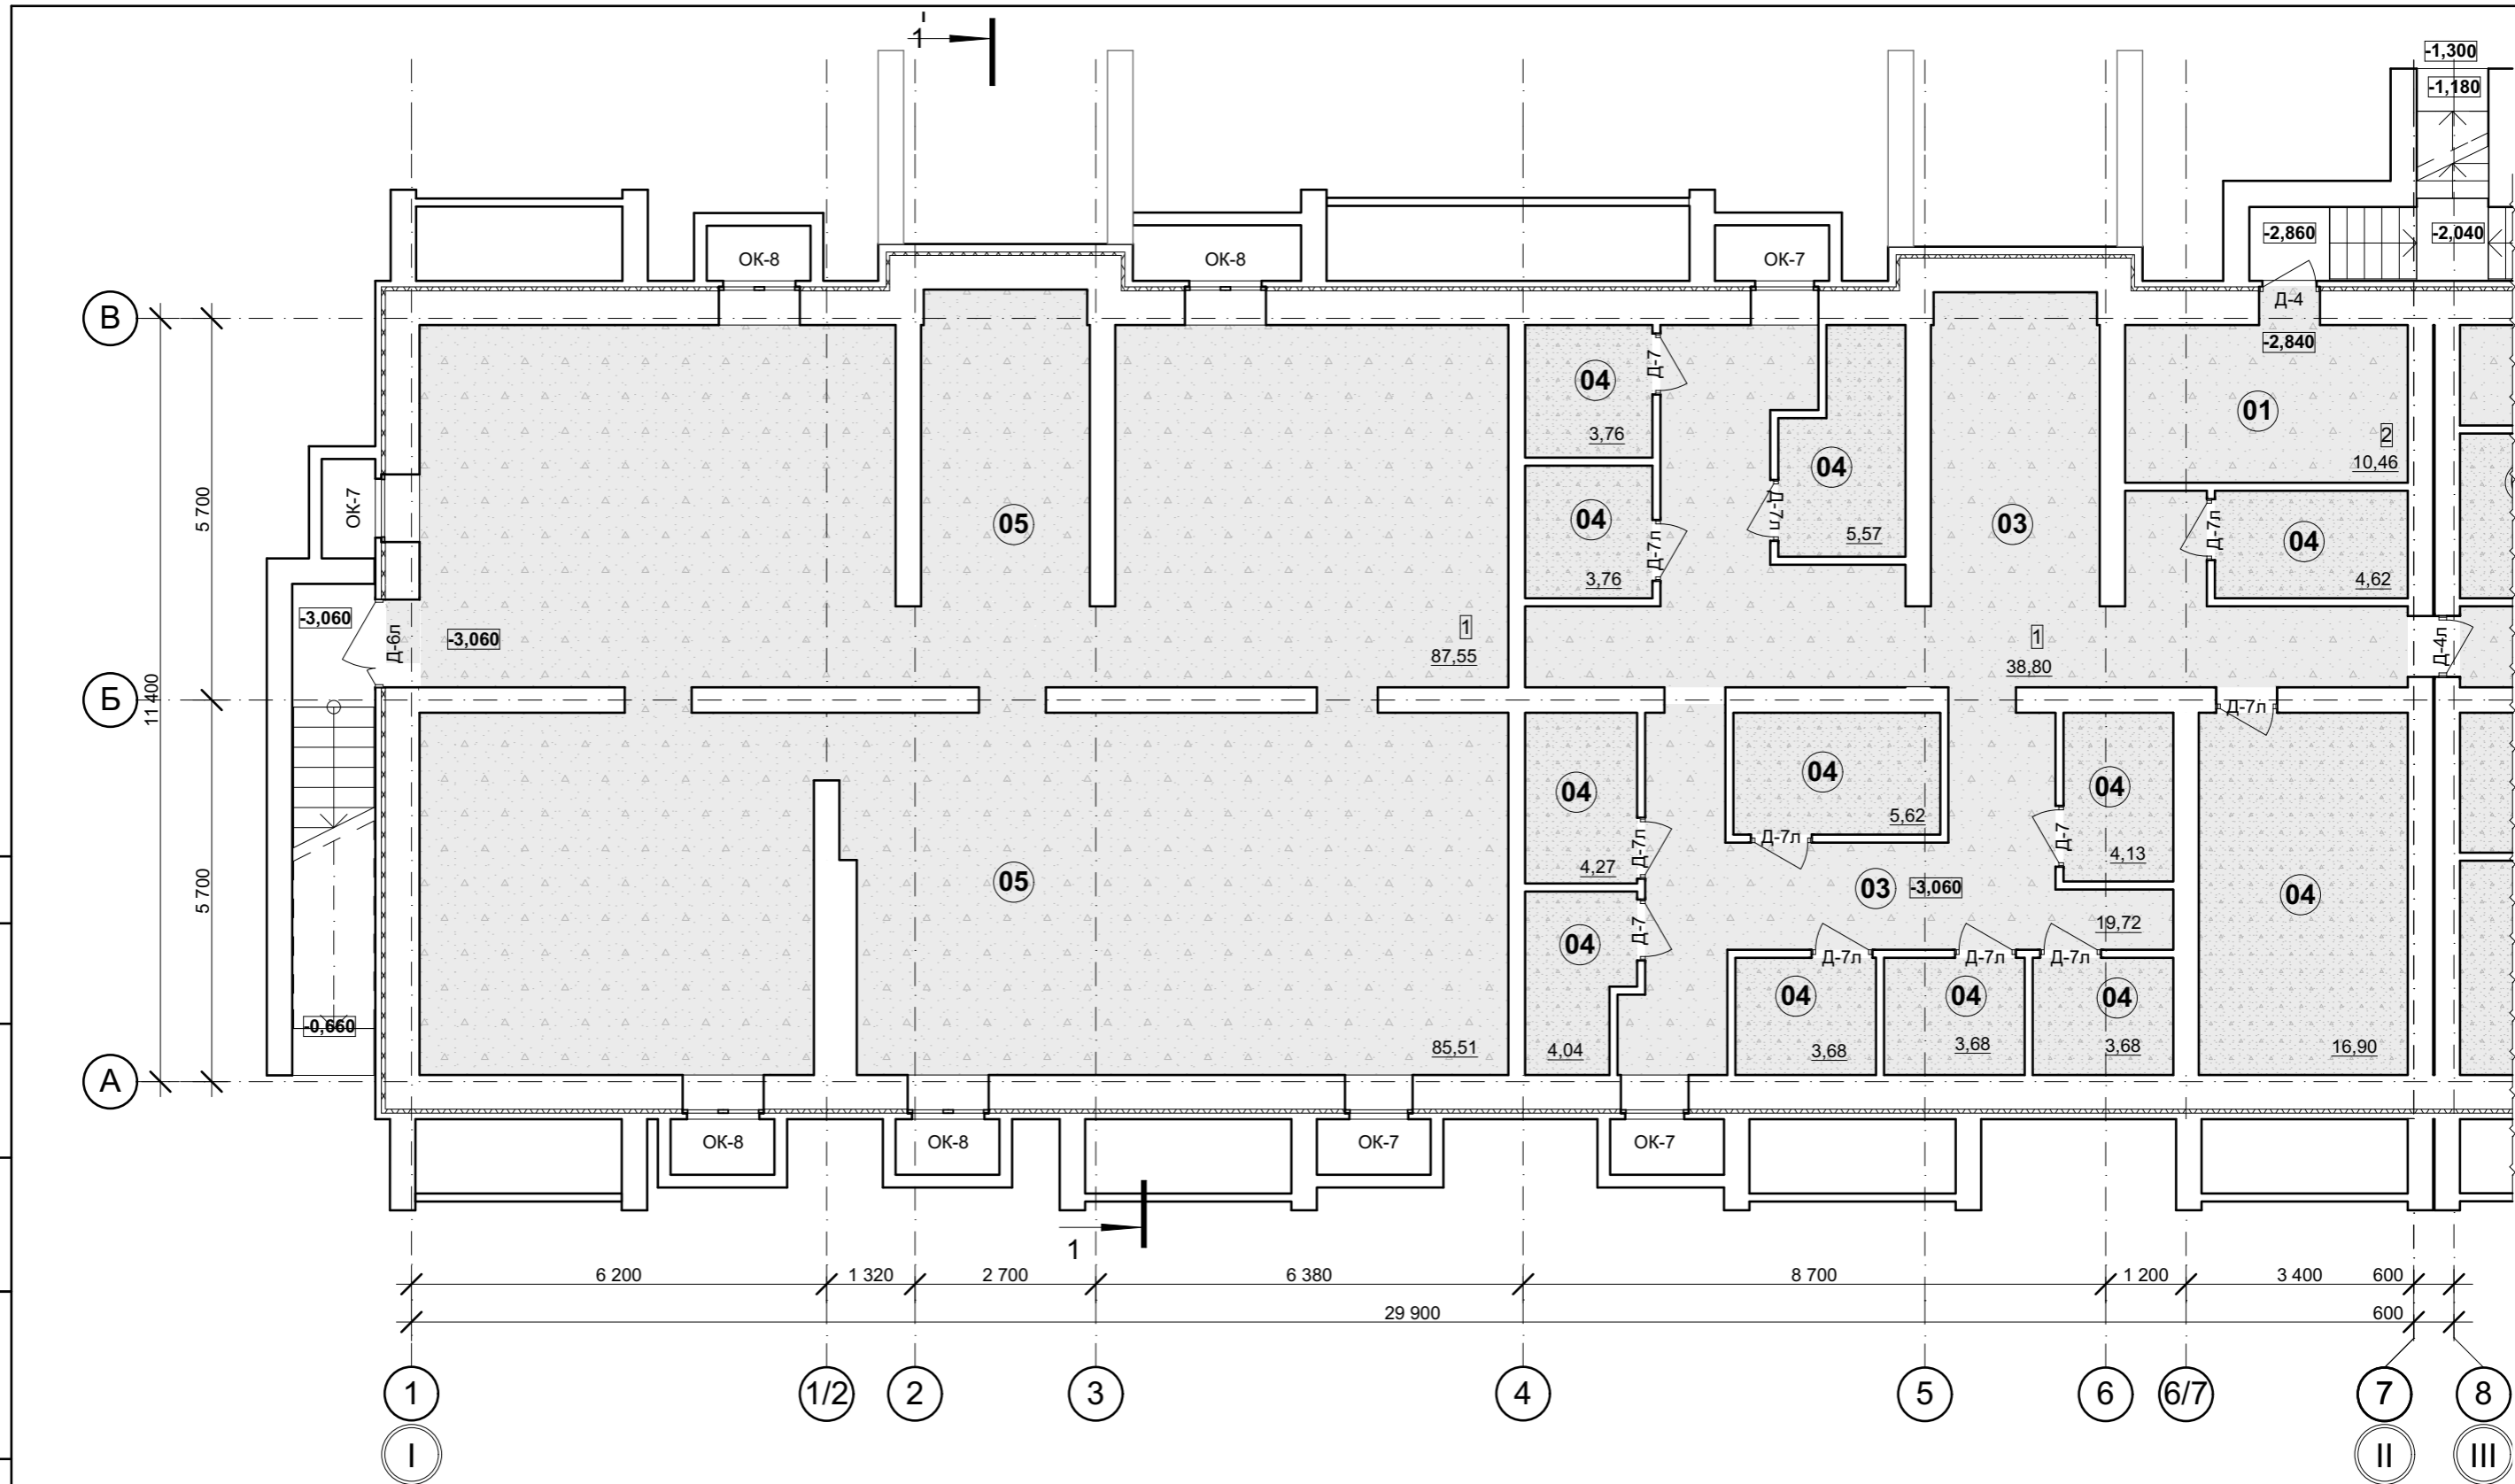 1
-1,300
-1,180
ОК-8
ОК-8
ОК-7
-2,860
-2,040
В
Д-4
-2,840
Д-7
04
3,76
04
01
2
10,46
ОК-7
5 700
05
04
Д-7л
3,76
Д-7л
5,57
03
Д-7л
04
4,62
-3,060
Д-6л
-3,060
1
87,55
1
38,80
Д-4л
Б
11 400
Д-7л
04
4,27
Д-7л
04
5,62
Д-7л
04
Д-7
4,13
5 700
05
03
-3,060
04
Д-7
04
19,72
Д-7л
Д-7л
Д-7л
04
04
04
-0,660
85,51
4,04
3,68
3,68
3,68
16,90
А
ОК-8
ОК-8
ОК-7
ОК-7
1
6 200
1 320
2 700
6 380
8 700
1 200
3 400
600
29 900
600
1
1/2
2
3
4
5
6
6/7
7
8
I
II
III